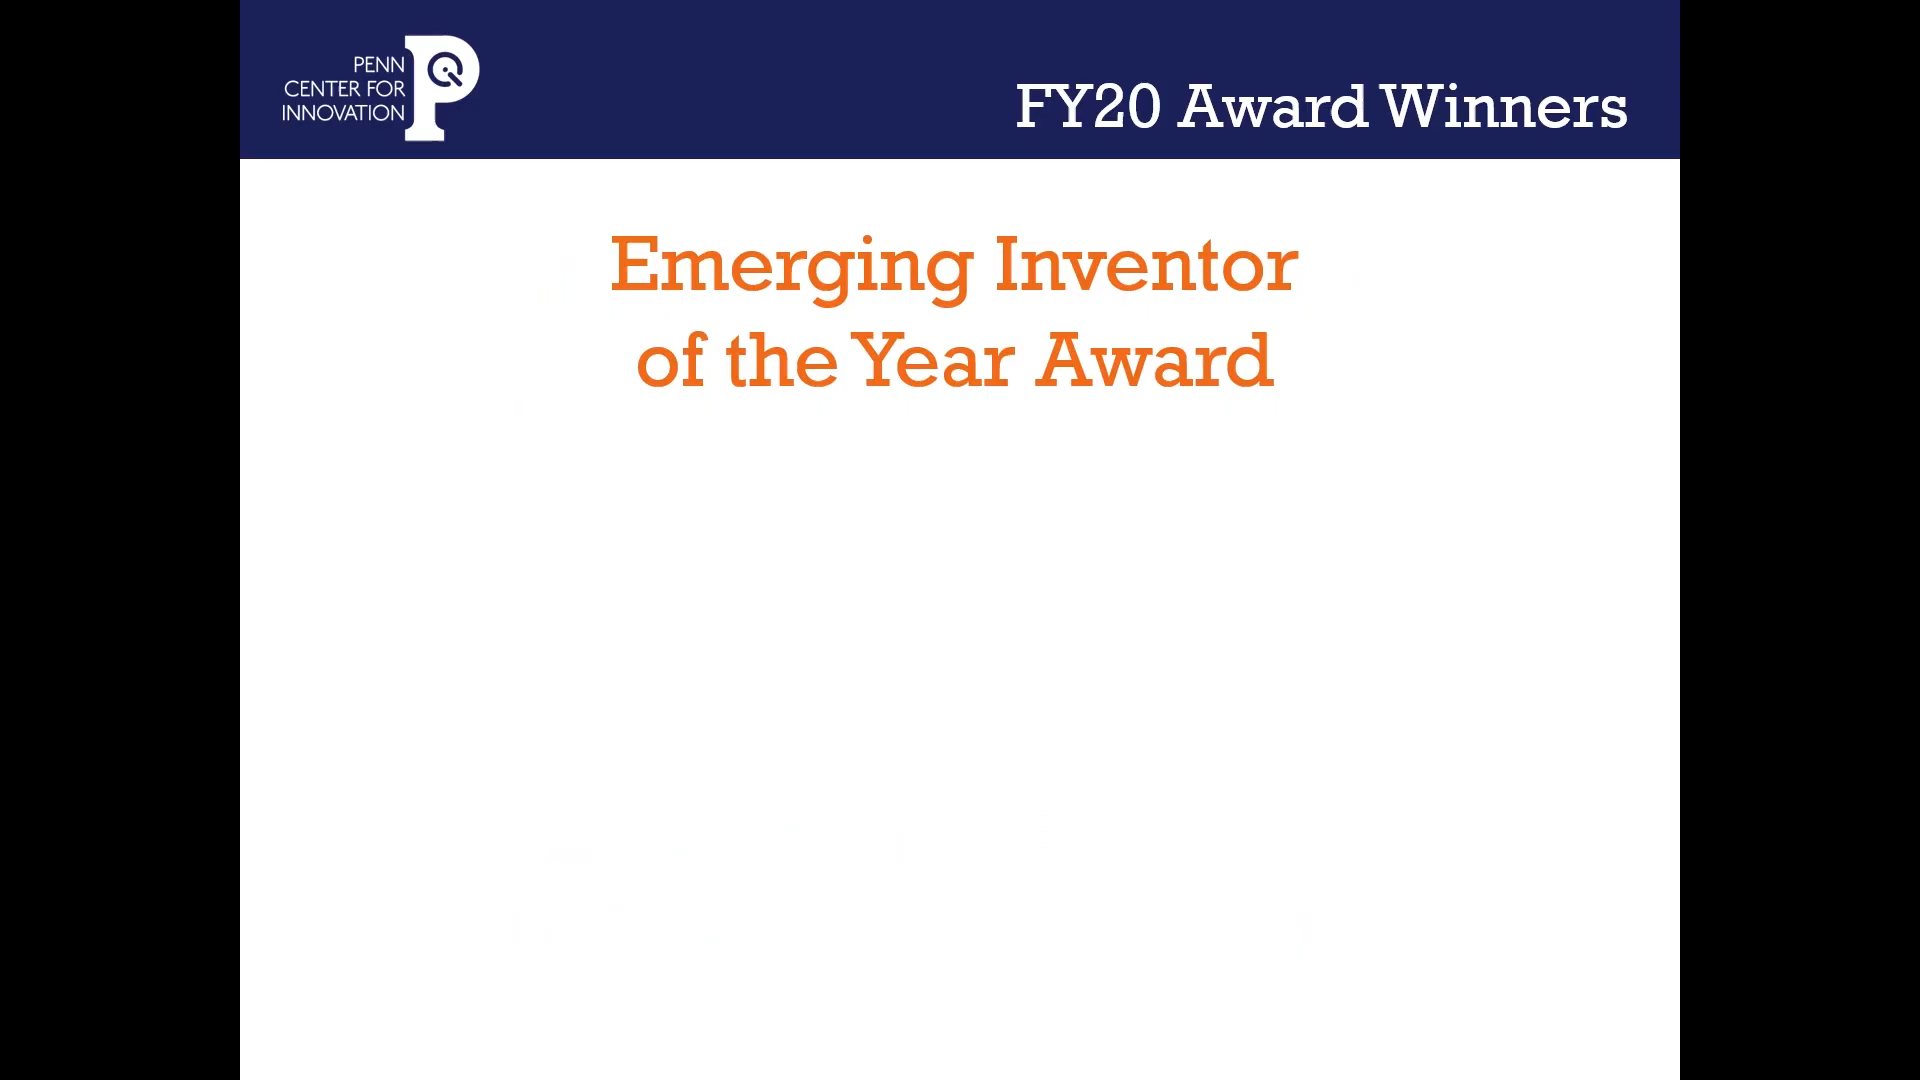 PENN
CENTER FOR
INNOVATION
FY20 Award Winners
Emerging Inventor
of the Year Award